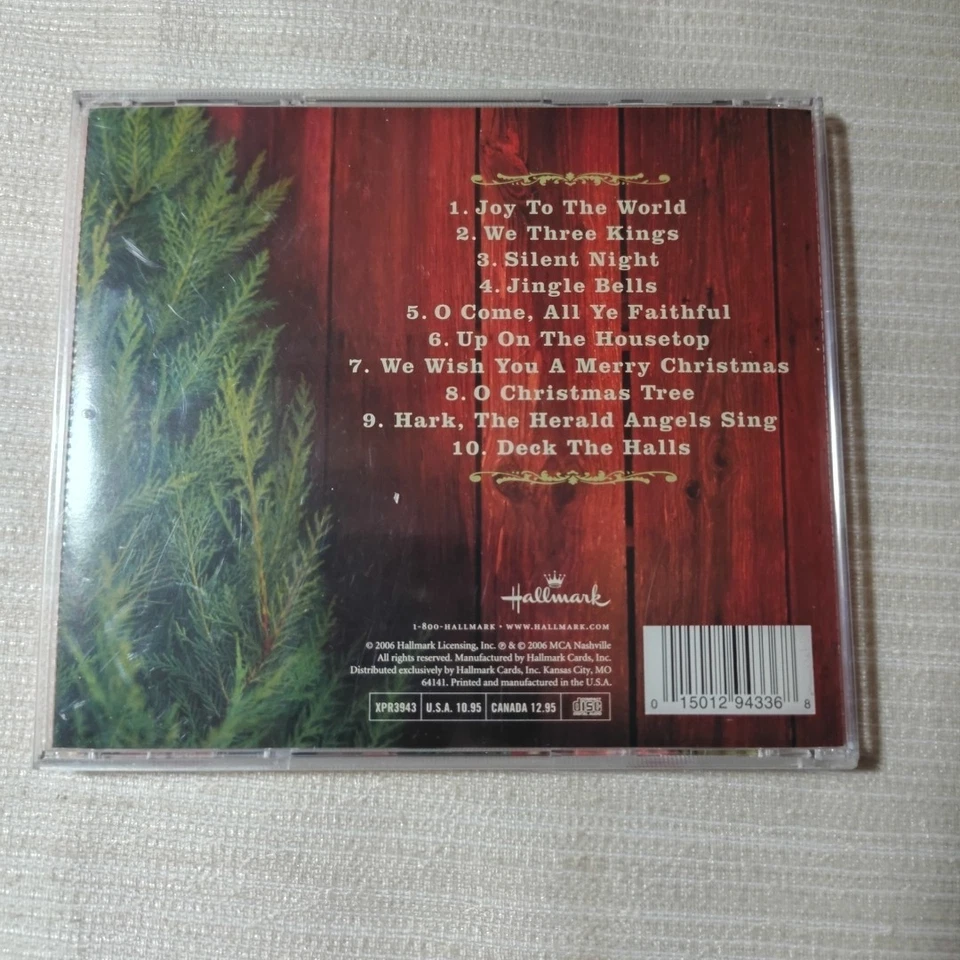 1. Joy To The World
2. We Three Kings
3. Silent Night
4. Jingle Bells
5. O Come, All Ye Faithful
6. Up On The Housetop
7. We Wish You A Merry Christmas
8. O Christmas Tree
9. Hark, The Herald Angels Sing
10. Deck The Halls
Hallmark
1-800-HALLMARK • WWW.HALLMARK.COM
© 2006 Hallmark Licensing, Inc. ℗ & © 2006 MCA Nashville
All rights reserved. Manufactured by Hallmark Cards, Inc.
Distributed exclusively by Hallmark Cards, Inc. Kansas City, MO
64141. Printed and manufactured in the U.S.A.
XPR3943 U.S.A. 10.95 CANADA 12.95 COMPACT disc DIGITAL AUDIO
0 15012 94336 8